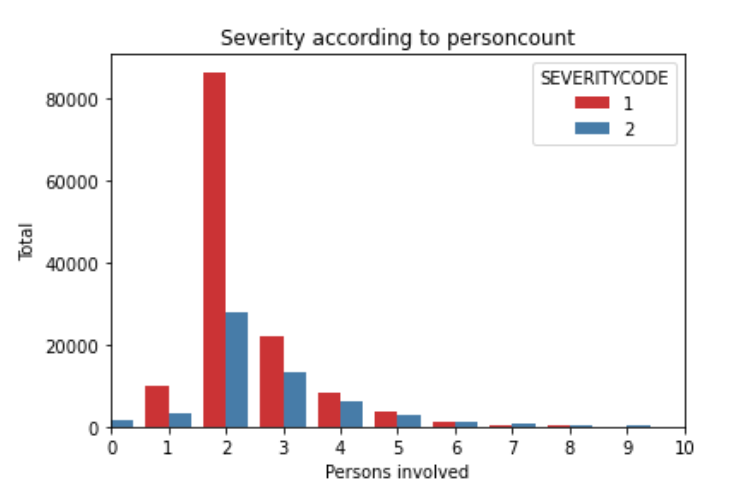 Severity according to personcount
SEVERITYCODE
1
2
80000
60000
40000
20000
0
Total
0 1 2 3 4 5 6 7 8 9 10
Persons involved